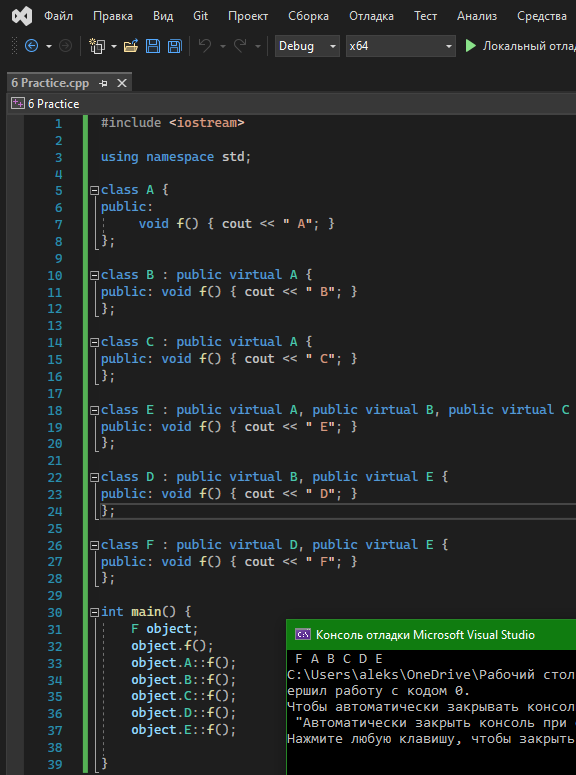 Файл Правка Вид Git Проект Сборка Отладка Тест Анализ Средства
Debug x64 Локальный
6 Practice.cpp
6 Practice
1 #include <iostream>
2
3 using namespace std;
4
5 class A {
6 public:
7 void f() { cout << " A"; }
8 };
9
10 class B : public virtual A {
11 public: void f() { cout << " B"; }
12 };
13
14 class C : public virtual A {
15 public: void f() { cout << " C"; }
16 };
17
18 class E : public virtual A, public virtual B, public virtual C
19 public: void f() { cout << " E"; }
20 };
21
22 class D : public virtual B, public virtual E {
23 public: void f() { cout << " D"; }
24 };
25
26 class F : public virtual D, public virtual E {
27 public: void f() { cout << " F"; }
28 };
29
30 int main() {
31 F object;
32 object.f();
33 object.A::f();
34 object.B::f();
35 object.C::f();
36 object.D::f();
37 object.E::f();
38
39 }
Консоль отладки Microsoft Visual Studio
F A B C D E
C:\Users\aleks\OneDrive\Рабочий стол
ершил работу с кодом 0.
Чтобы автоматически закрывать консол
"Автоматически закрыть консоль при
Нажмите любую клавишу, чтобы закрыть